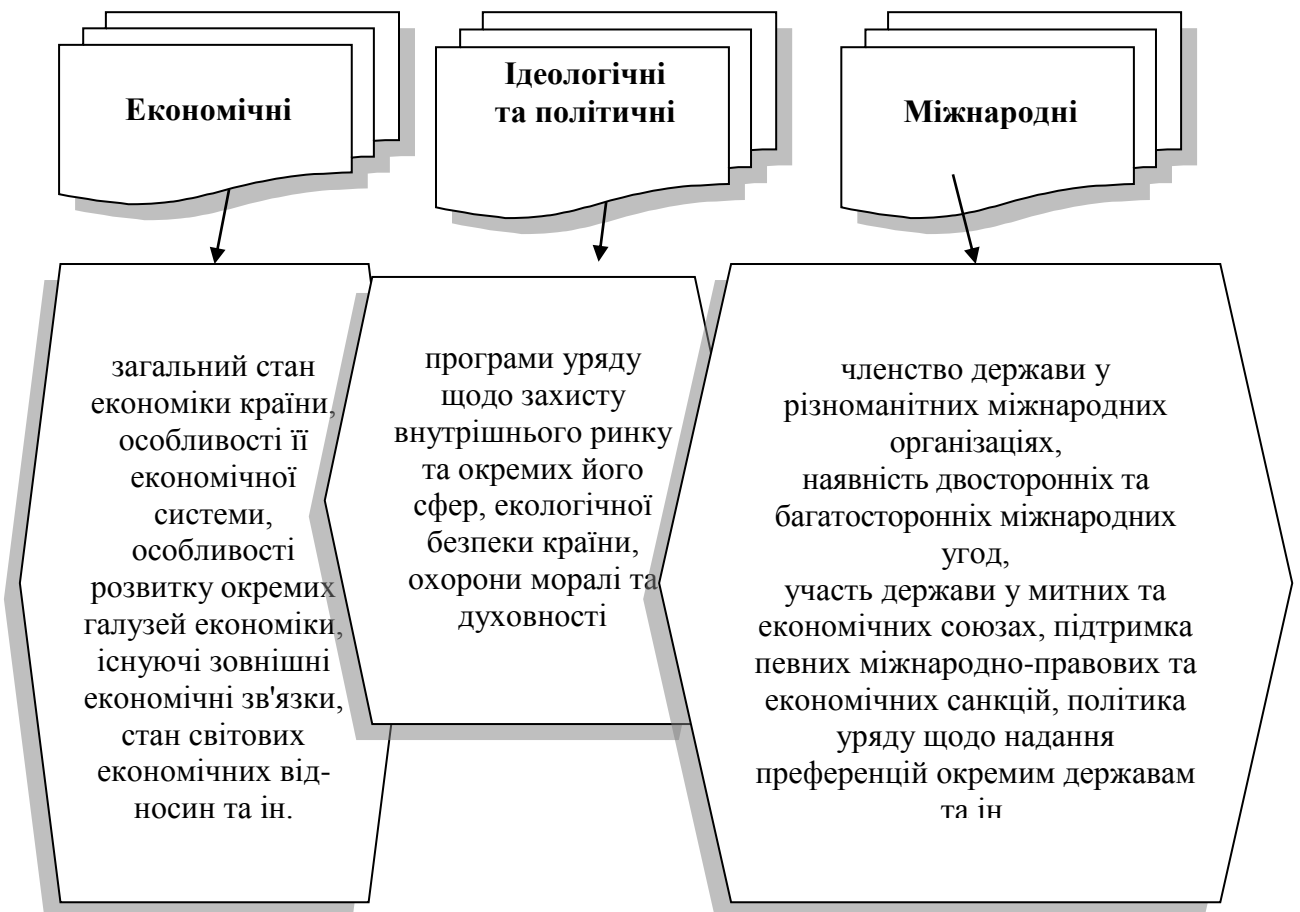 Економічні
Ідеологічні
та політичні
Міжнародні
загальний стан
економіки країни,
особливості її
економічної
системи,
особливості
розвитку окремих
галузей економіки,
існуючі зовнішні
економічні зв'язки,
стан світових
економічних від-
носин та ін.
програми уряду
щодо захисту
внутрішнього ринку
та окремих його
сфер, екологічної
безпеки країни,
охорони моралі та
духовності
членство держави у
різноманітних міжнародних
організаціях,
наявність двосторонніх та
багатосторонніх міжнародних
угод,
участь держави у митних та
економічних союзах, підтримка
певних міжнародно-правових та
економічних санкцій, політика
уряду щодо надання
преференцій окремим державам
та ін